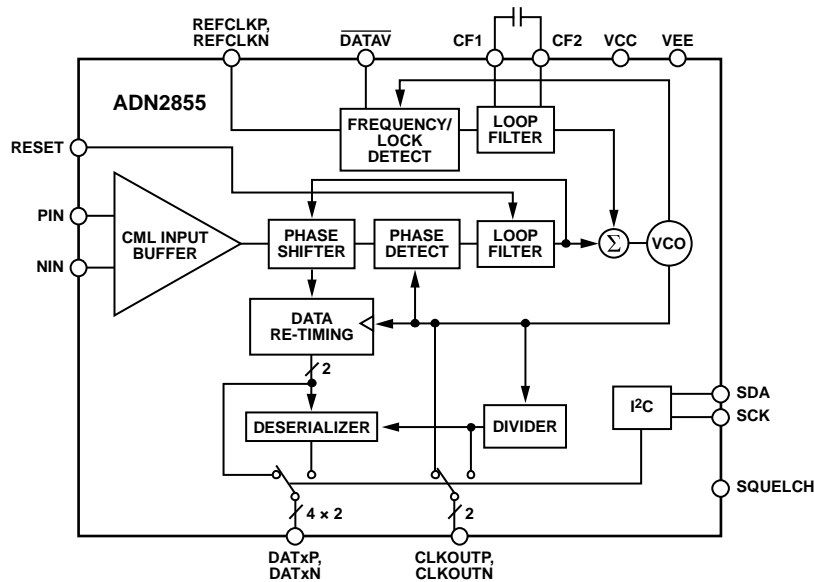 REFCLKP,
REFCLKN
DATAV
CF1
CF2
VCC
VEE
ADN2855
FREQUENCY/
LOCK
DETECT
LOOP
FILTER
RESET
PIN
NIN
CML INPUT
BUFFER
PHASE
SHIFTER
PHASE
DETECT
LOOP
FILTER
Σ
VCO
DATA
RE-TIMING
2
DESERIALIZER
DIVIDER
I²C
SDA
SCK
SQUELCH
4 × 2
2
DATxP,
DATxN
CLKOUTP,
CLKOUTN